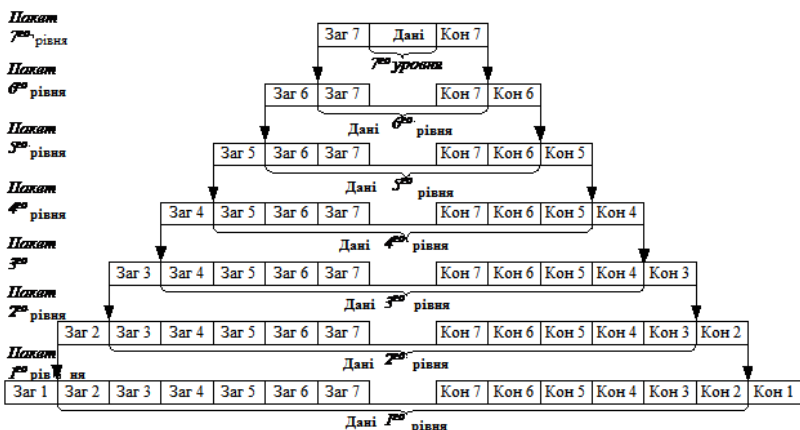 Пакет
7го рівня
Заг 7 Дані Кон 7
7го уровня
Пакет
6го рівня
Заг 6 Заг 7 Кон 7 Кон 6
Дані 6го рівня
Пакет
5го рівня
Заг 5 Заг 6 Заг 7 Кон 7 Кон 6 Кон 5
Дані 5го рівня
Пакет
4го рівня
Заг 4 Заг 5 Заг 6 Заг 7 Кон 7 Кон 6 Кон 5 Кон 4
Дані 4го рівня
Пакет
3го
Заг 3 Заг 4 Заг 5 Заг 6 Заг 7 Кон 7 Кон 6 Кон 5 Кон 4 Кон 3
Дані 3го рівня
Пакет
2го рівня
Заг 2 Заг 3 Заг 4 Заг 5 Заг 6 Заг 7 Кон 7 Кон 6 Кон 5 Кон 4 Кон 3 Кон 2
Дані 2го рівня
Пакет
1го рів ня
Заг 1 Заг 2 Заг 3 Заг 4 Заг 5 Заг 6 Заг 7 Кон 7 Кон 6 Кон 5 Кон 4 Кон 3 Кон 2 Кон 1
Дані 1го рівня